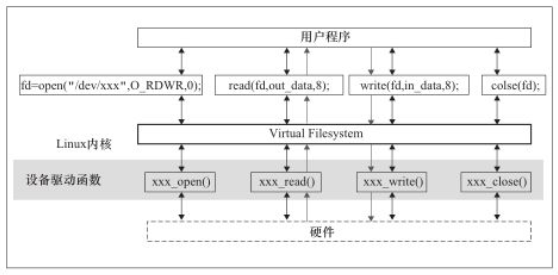 用户程序
fd=open("/dev/xxx",O_RDWR,0);
read(fd,out_data,8);
write(fd,in_data,8);
colse(fd);
Virtual Filesystem
Linux内核
设备驱动函数
xxx_open()
xxx_read()
xxx_write()
xxx_close()
硬件